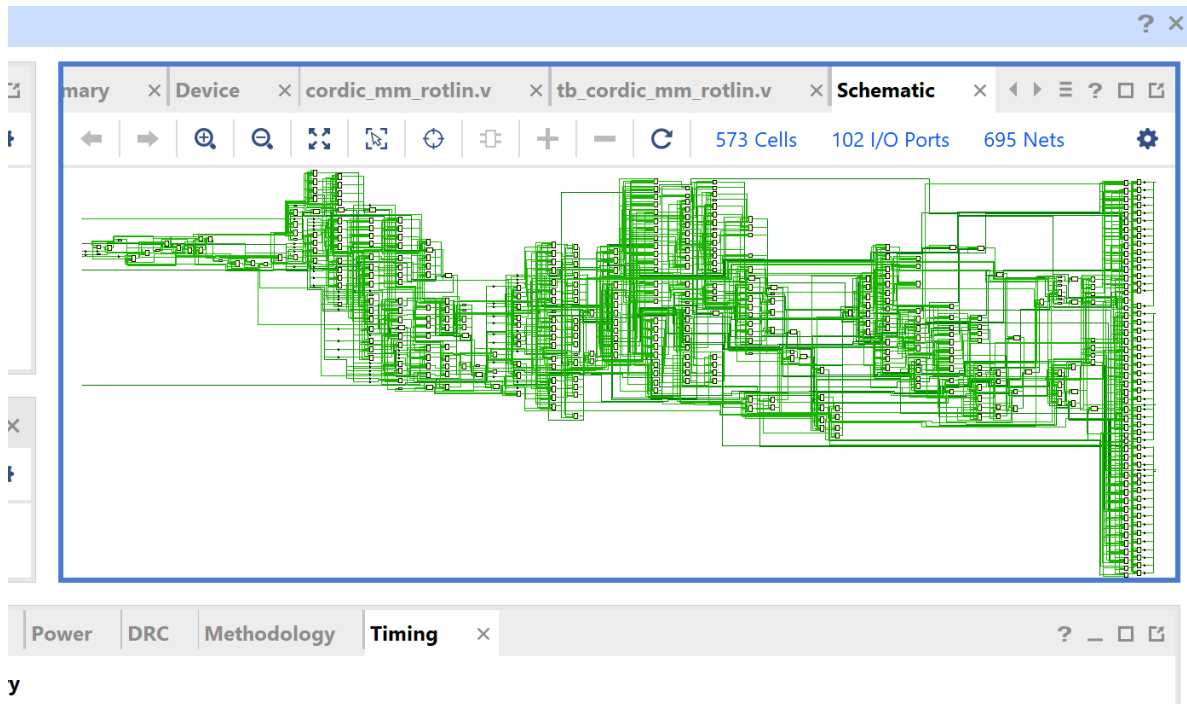 ?
mary Device cordic_mm_rotlin.v tb_cordic_mm_rotlin.v Schematic ?
573 Cells 102 I/O Ports 695 Nets
Power DRC Methodology Timing ?
y